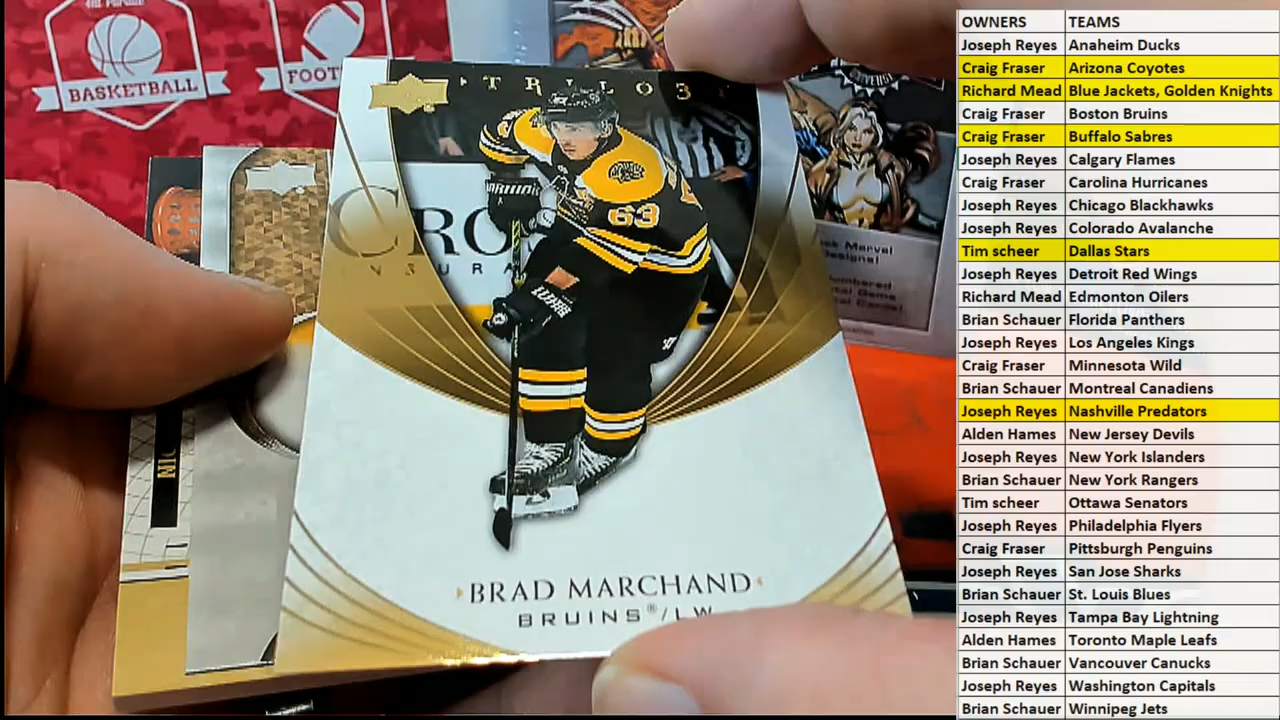 BASKETBALL
FOOT
TRILO
CRO
INSURA
63
BRAD MARCHAND
BRUINS®/LW
NIC
OWNERS TEAMS
Joseph Reyes Anaheim Ducks
Craig Fraser Arizona Coyotes
Richard Mead Blue Jackets, Golden Knights
Craig Fraser Boston Bruins
Craig Fraser Buffalo Sabres
Joseph Reyes Calgary Flames
Craig Fraser Carolina Hurricanes
Joseph Reyes Chicago Blackhawks
Joseph Reyes Colorado Avalanche
Tim scheer Dallas Stars
Joseph Reyes Detroit Red Wings
Richard Mead Edmonton Oilers
Brian Schauer Florida Panthers
Joseph Reyes Los Angeles Kings
Craig Fraser Minnesota Wild
Brian Schauer Montreal Canadiens
Joseph Reyes Nashville Predators
Alden Hames New Jersey Devils
Joseph Reyes New York Islanders
Brian Schauer New York Rangers
Tim scheer Ottawa Senators
Joseph Reyes Philadelphia Flyers
Craig Fraser Pittsburgh Penguins
Joseph Reyes San Jose Sharks
Brian Schauer St. Louis Blues
Joseph Reyes Tampa Bay Lightning
Alden Hames Toronto Maple Leafs
Brian Schauer Vancouver Canucks
Joseph Reyes Washington Capitals
Brian Schauer Winnipeg Jets